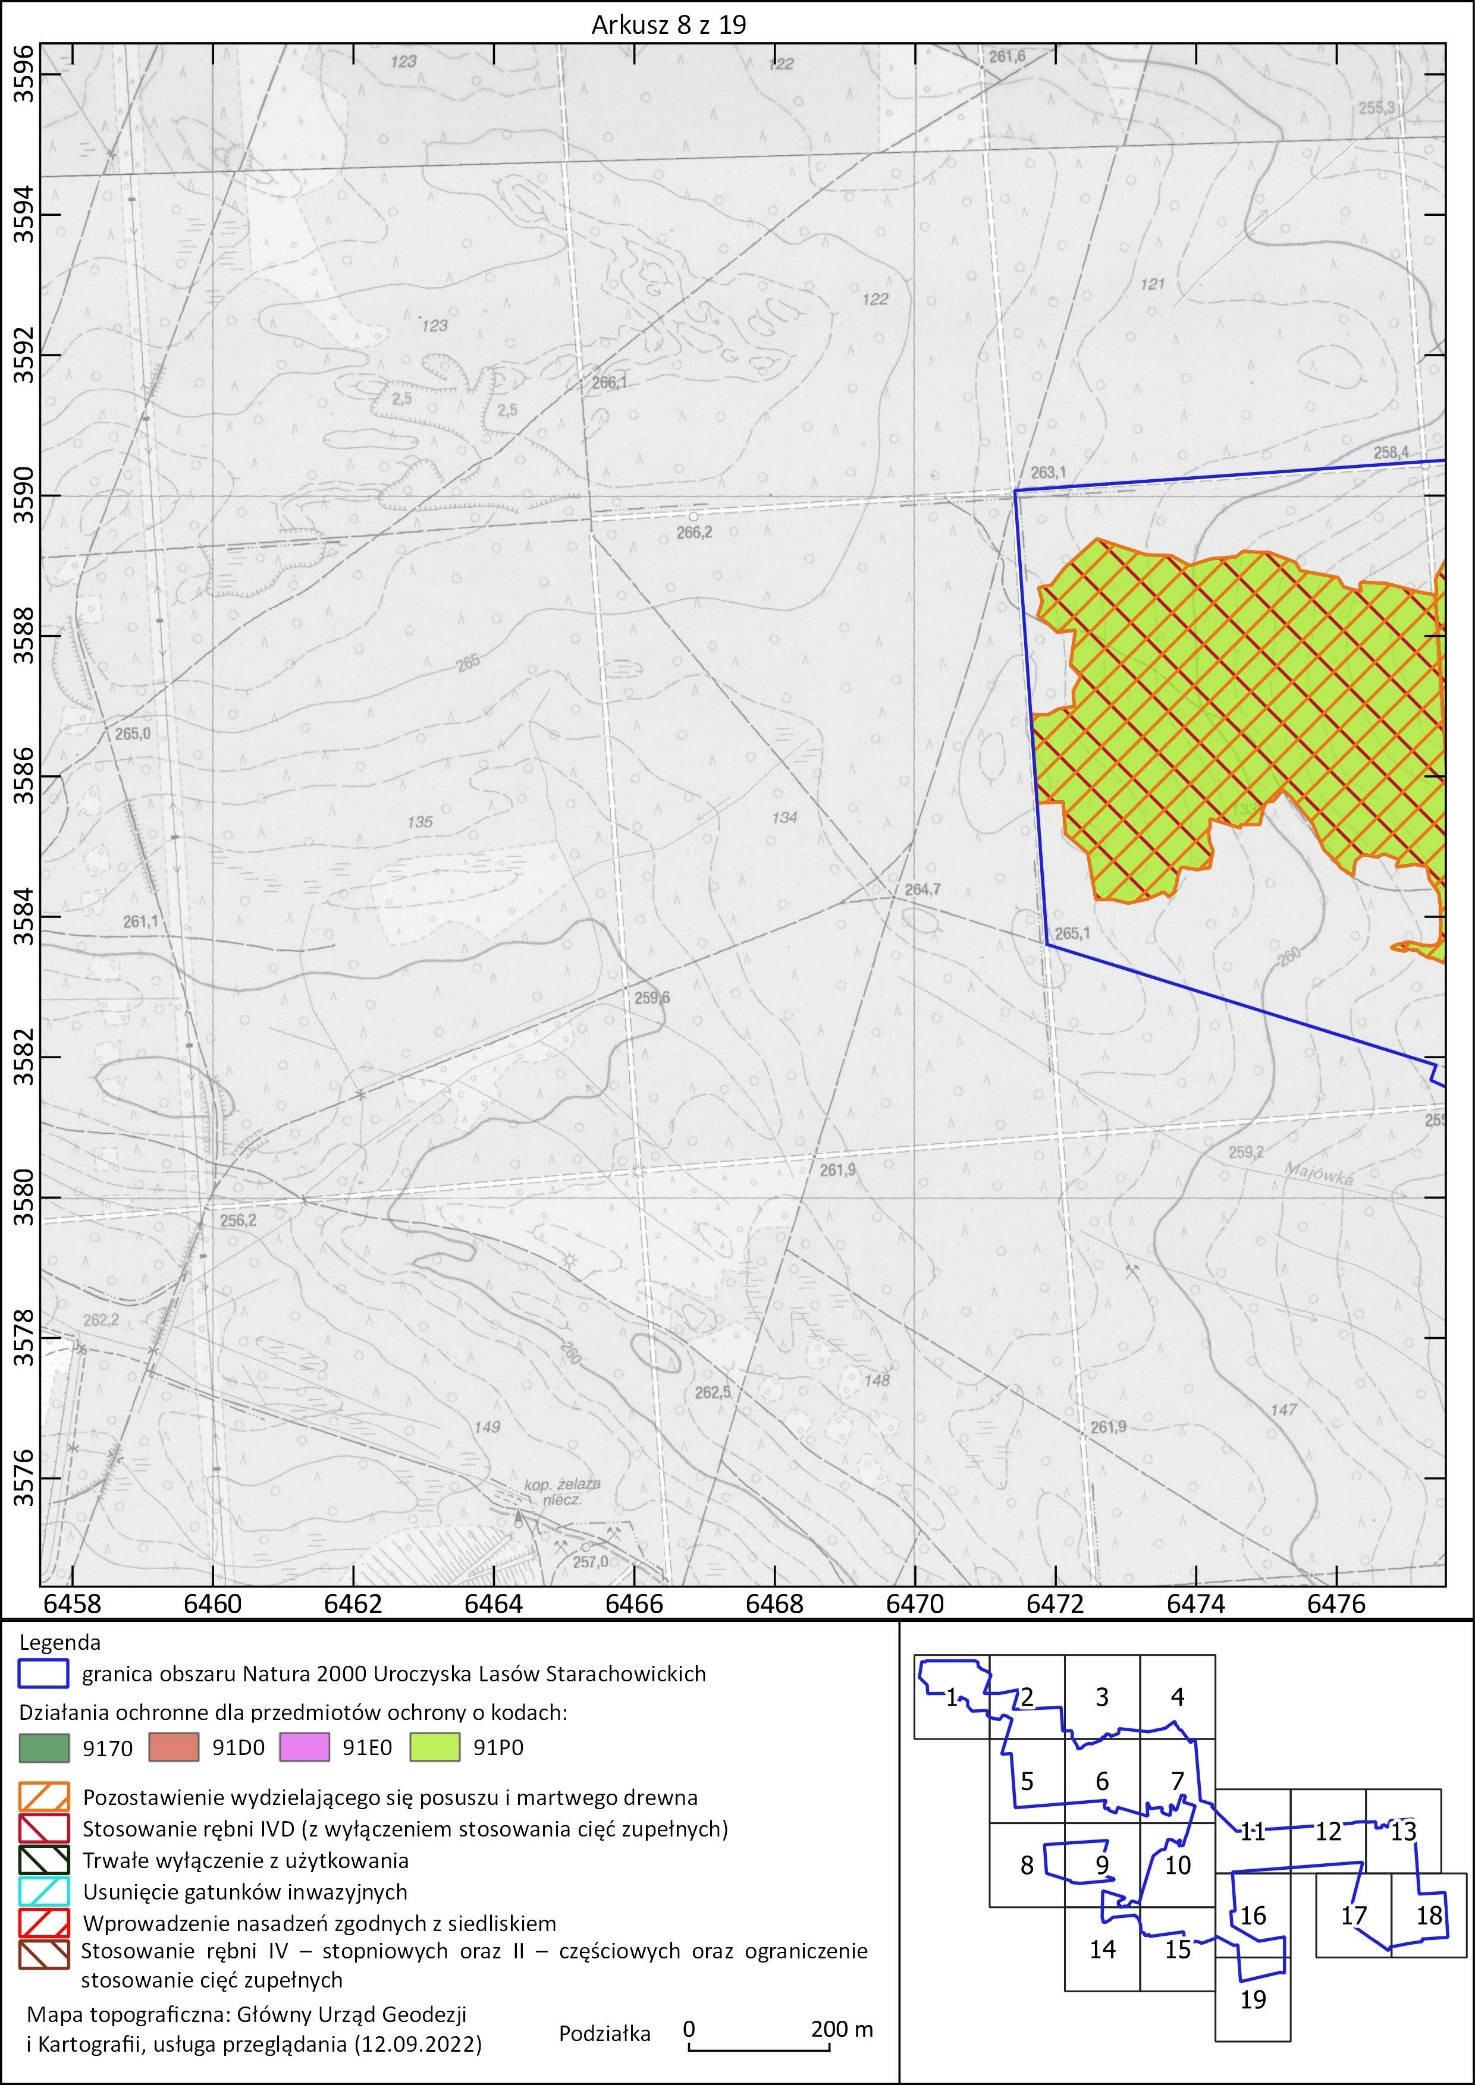 Arkusz 8 z 19
3596
3594
3592
3590
3588
3586
3584
3582
3580
3578
3576
123
122
261,6
255,3
122
121
123
266,1
2,5
2,5
258,4
263,1
266,2
265
265,0
135
134
133
264,7
261,1
265,1
260
259,6
259,2
Majówka
261,9
256,2
262,2
260
148
262,5
147
149
261,9
kop. żelaza
niecz.
257,0
6458 6460 6462 6464 6466 6468 6470 6472 6474 6476
Legenda
granica obszaru Natura 2000 Uroczyska Lasów Starachowickich
Działania ochronne dla przedmiotów ochrony o kodach:
9170 91D0 91E0 91P0
Pozostawienie wydzielającego się posuszu i martwego drewna
Stosowanie rębni IVD (z wyłączeniem stosowania cięć zupełnych)
Trwałe wyłączenie z użytkowania
Usunięcie gatunków inwazyjnych
Wprowadzenie nasadzeń zgodnych z siedliskiem
Stosowanie rębni IV – stopniowych oraz II – częściowych oraz ograniczenie
stosowanie cięć zupełnych
Mapa topograficzna: Główny Urząd Geodezji
i Kartografii, usługa przeglądania (12.09.2022)
Podziałka 0 200 m
1 2 3 4
5 6 7
11 12 13
8 9 10
16 17 18
14 15
19